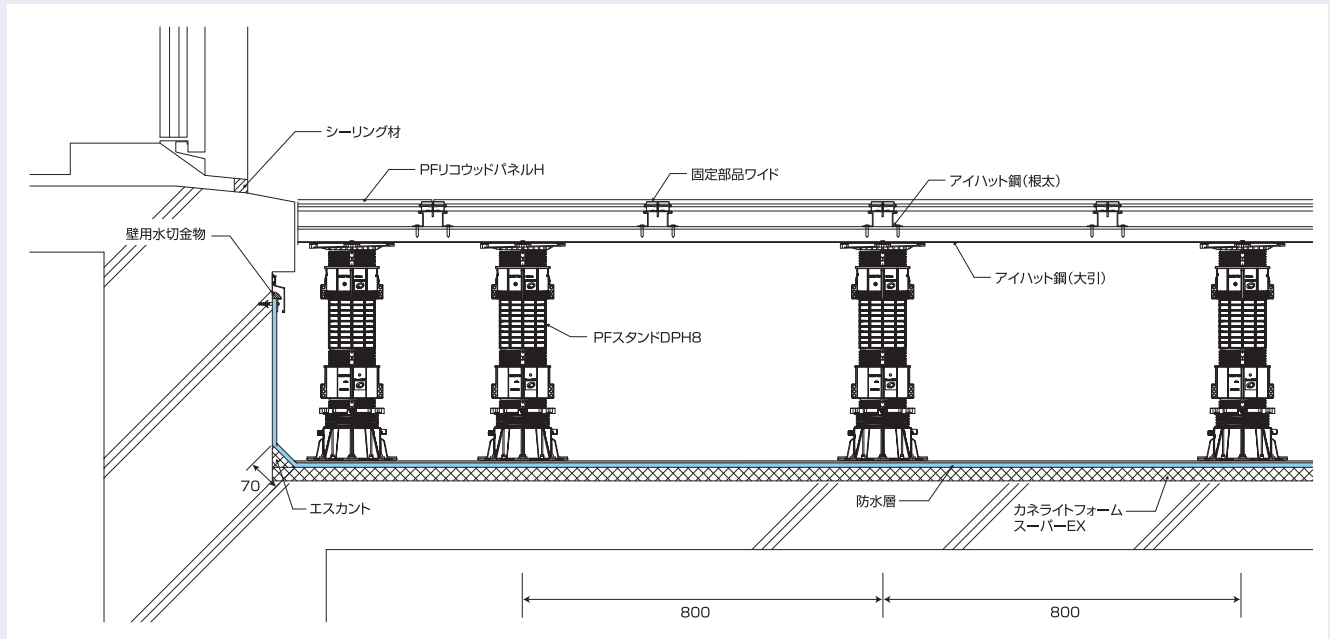 シーリング材
PFリコウッドパネルH
固定部品ワイド
アイハット鋼(根太)
壁用水切金物
アイハット鋼(大引)
PFスタンドDPH8
70
エスカント
防水層
カネライトフォーム
スーパーEX
800
800